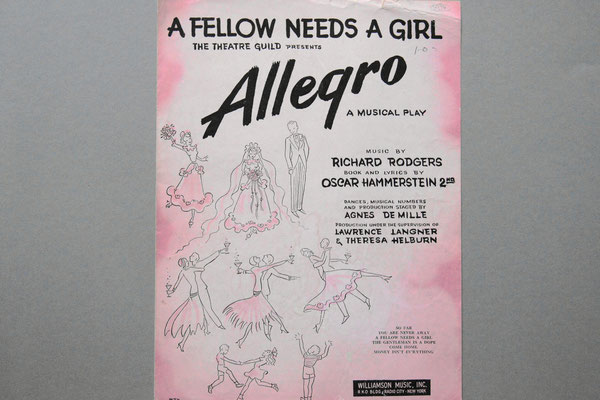 A FELLOW NEEDS A GIRL
THE THEATRE GUILD PRESENTS
Allegro
A MUSICAL PLAY
MUSIC BY
RICHARD RODGERS
BOOK AND LYRICS BY
OSCAR HAMMERSTEIN 2ND
DANCES, MUSICAL NUMBERS
AND PRODUCTION STAGED BY
AGNES DE MILLE
PRODUCTION UNDER THE SUPERVISION OF
LAWRENCE LANGNER
& THERESA HELBURN
SO FAR
YOU ARE NEVER AWAY
A FELLOW NEEDS A GIRL
THE GENTLEMAN IS A DOPE
COME HOME
MONEY ISN'T EV'RYTHING
WILLIAMSON MUSIC, INC.
RKO BLDG., RADIO CITY · NEW YORK